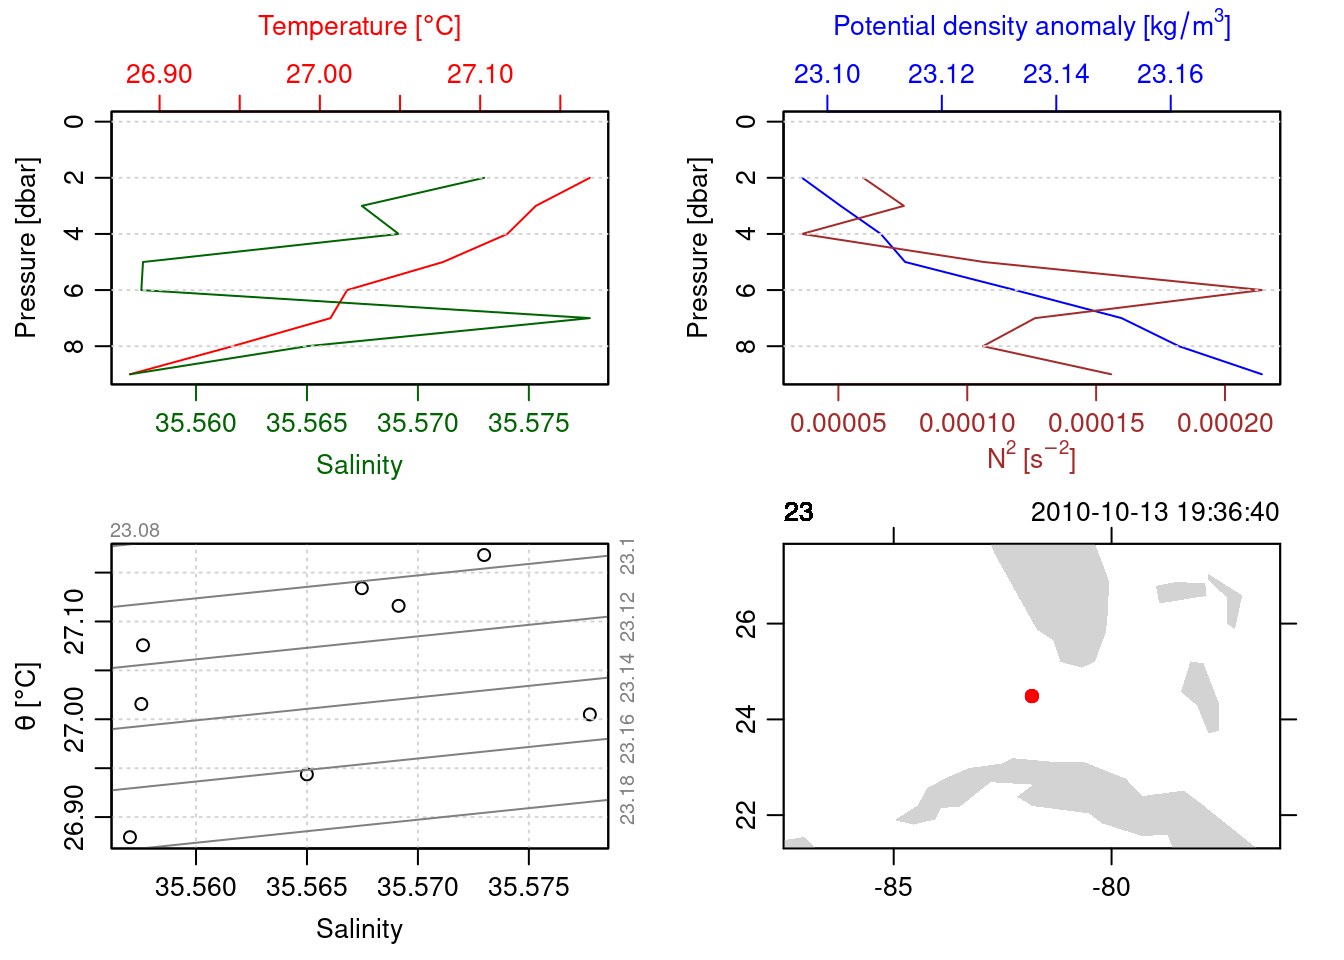 Temperature [°C]
26.90 27.00 27.10
Pressure [dbar]
0 2 4 6 8
35.560 35.565 35.570 35.575
Salinity
Potential density anomaly [kg/m³]
23.10 23.12 23.14 23.16
Pressure [dbar]
0 2 4 6 8
0.00005 0.00010 0.00015 0.00020
N² [s⁻²]
23.08
θ [°C]
26.90 27.00 27.10
23.1
23.12
23.14
23.16
23.18
35.560 35.565 35.570 35.575
Salinity
23 2010-10-13 19:36:40
26
24
22
-85 -80